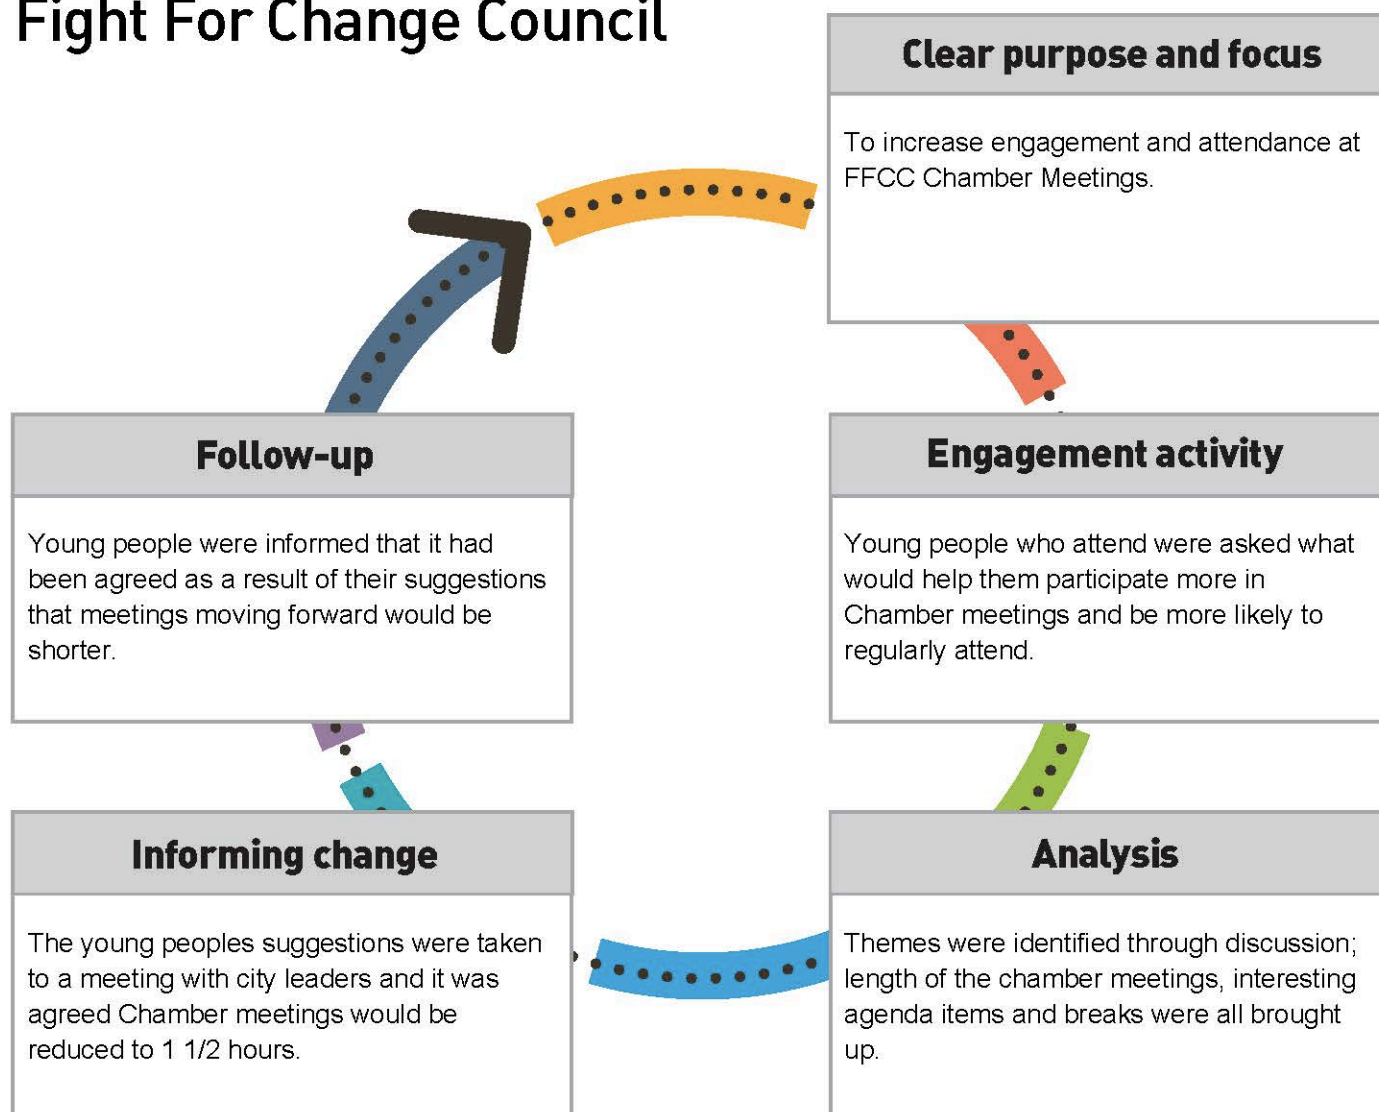 Fight For Change Council
Clear purpose and focus
To increase engagement and attendance at
FFCC Chamber Meetings.
Engagement activity
Young people who attend were asked what
would help them participate more in
Chamber meetings and be more likely to
regularly attend.
Analysis
Themes were identified through discussion;
length of the chamber meetings, interesting
agenda items and breaks were all brought
up.
Informing change
The young peoples suggestions were taken
to a meeting with city leaders and it was
agreed Chamber meetings would be
reduced to 1 1/2 hours.
Follow-up
Young people were informed that it had
been agreed as a result of their suggestions
that meetings moving forward would be
shorter.